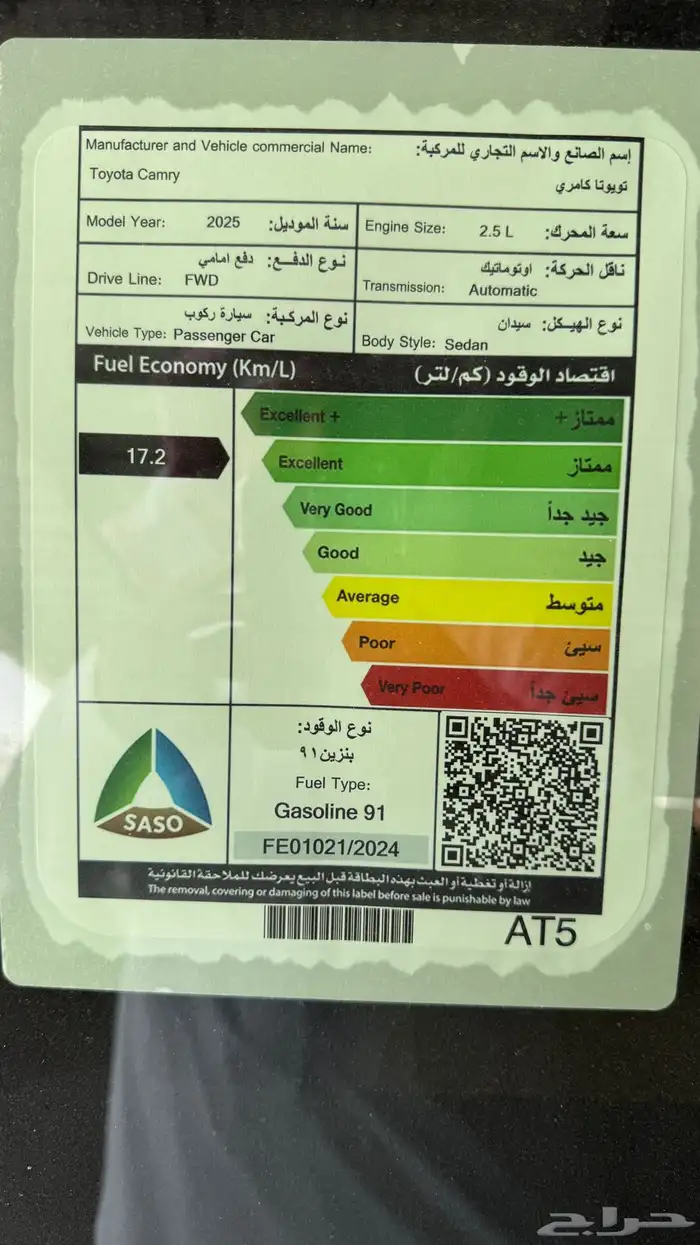 Manufacturer and Vehicle commercial Name: إسم الصانع والاسم التجاري للمركبة:
Toyota Camry تويوتا كامري
Model Year: 2025 سنة الموديل:
Engine Size: 2.5 L سعة المحرك:
نوع الدفع: دفع امامي
Drive Line: FWD
ناقل الحركة: اوتوماتيك
Transmission: Automatic
نوع المركبة: سيارة ركوب
Vehicle Type: Passenger Car
نوع الهيكل: سيدان
Body Style: Sedan
Fuel Economy (Km/L) اقتصاد الوقود (كم/لتر)
Excellent + ممتاز +
17.2
Excellent ممتاز
Very Good جيد جداً
Good جيد
Average متوسط
Poor سيئ
Very Poor سيئ جداً
SASO
نوع الوقود:
بنزين ٩١
Fuel Type:
Gasoline 91
FE01021/2024
ازالة أو تغطية أو العبث بهذه البطاقة قبل البيع يعرضك للملاحقة القانونية
The removal, covering or damaging of this label before sale is punishable by law
AT5
حراج